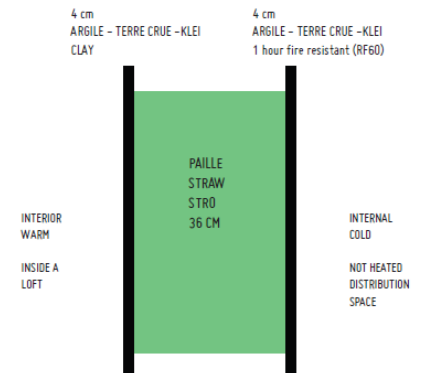 4 cm
ARGILE - TERRE CRUE -KLEI
CLAY
4 cm
ARGILE - TERRE CRUE -KLEI
1 hour fire resistant (RF60)
PAILLE
STRAW
STRO
36 CM
INTERIOR
WARM
INSIDE A
LOFT
INTERNAL
COLD
NOT HEATED
DISTRIBUTION
SPACE